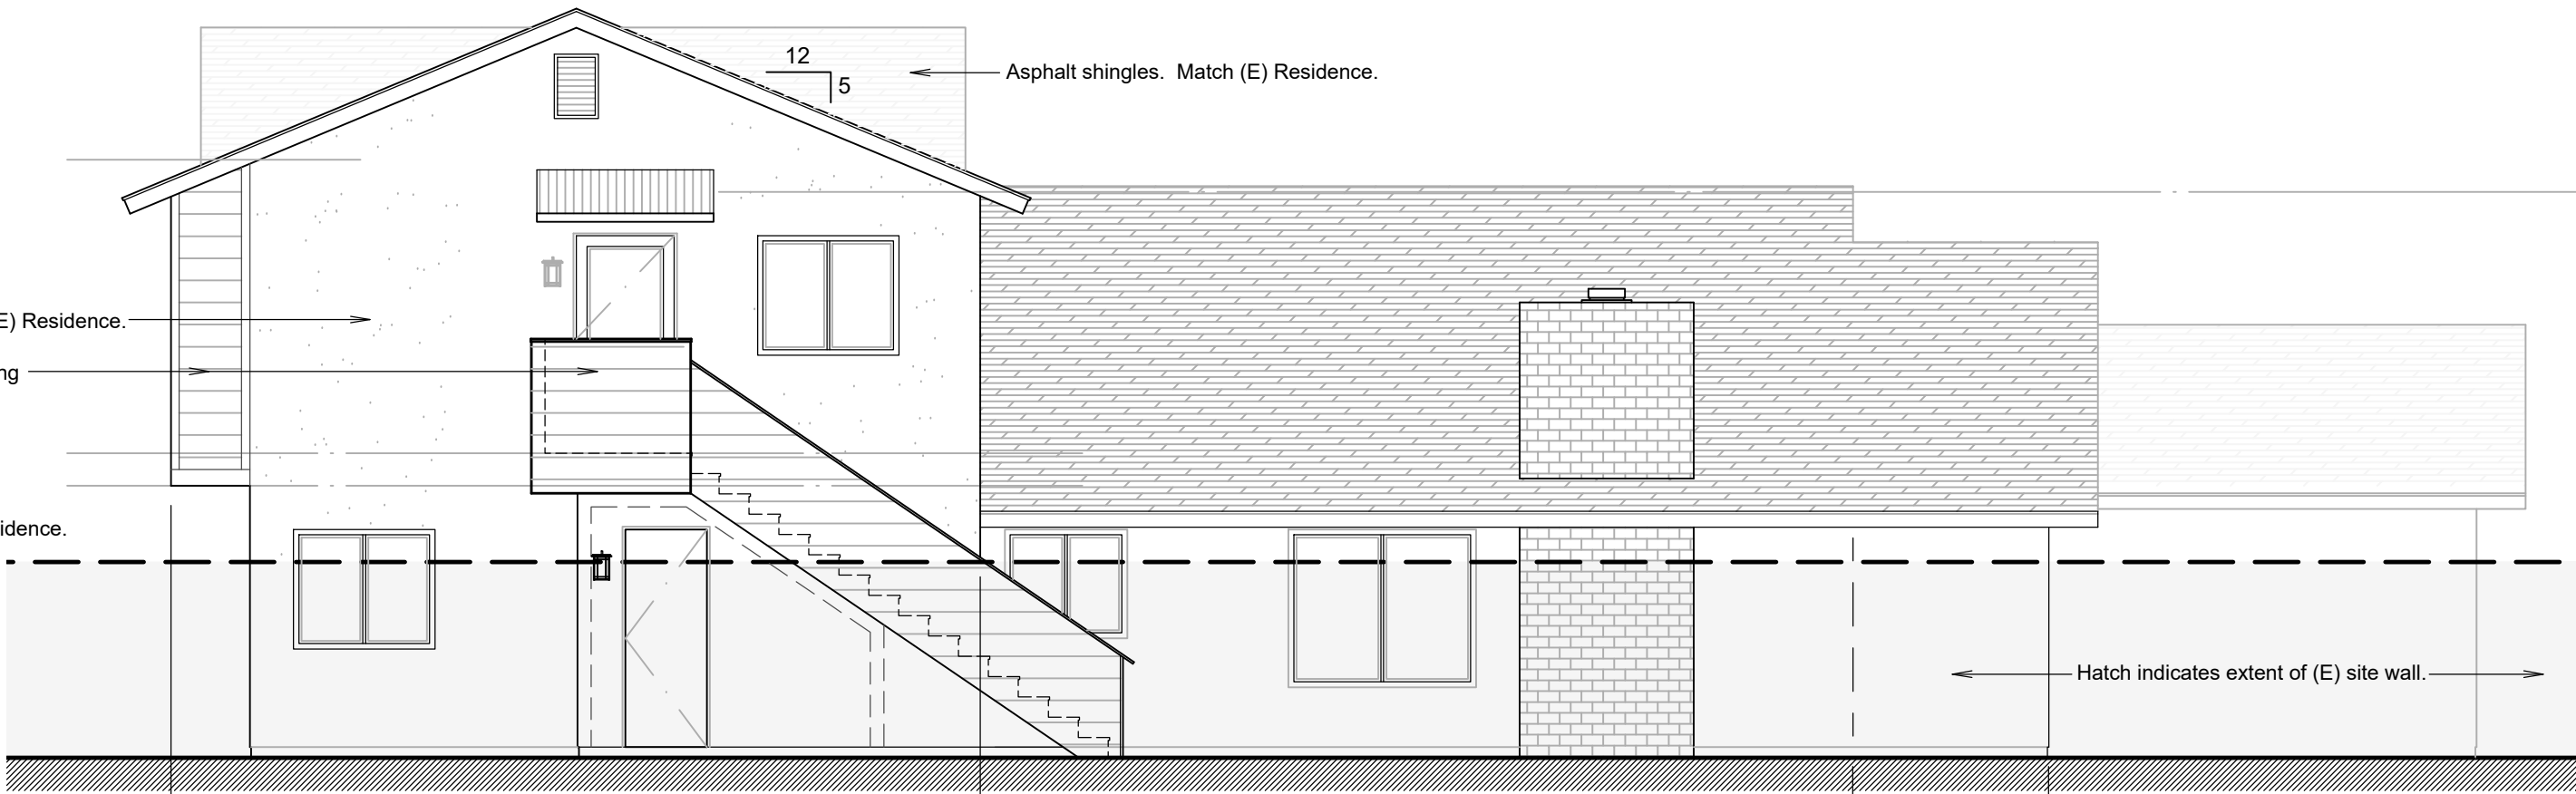 12
5
Asphalt shingles.  Match (E) Residence.
E) Residence.
ng
idence.
Hatch indicates extent of (E) site wall.